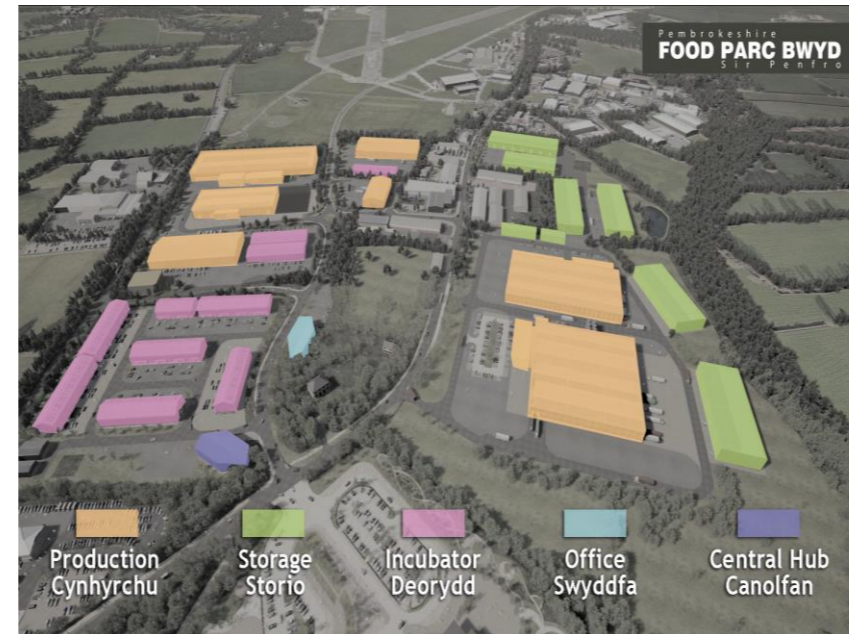 Pembrokeshire
FOOD PARC BWYD
Sir Penfro
Production
Cynhyrchu
Storage
Storio
Incubator
Deorydd
Office
Swyddfa
Central Hub
Canolfan